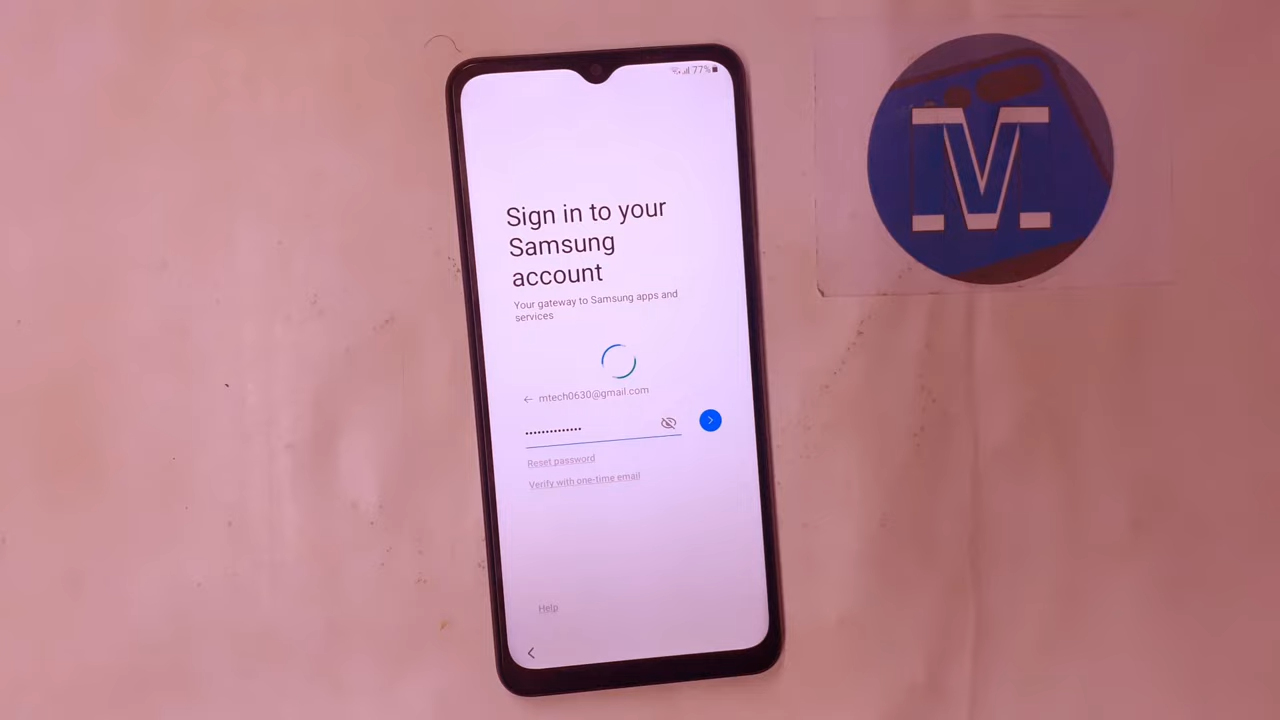 77%
Sign in to your
Samsung
account
Your gateway to Samsung apps and
services
mtech0630@gmail.com
••••••••••••••
Reset password
Verify with one-time email
Help
M